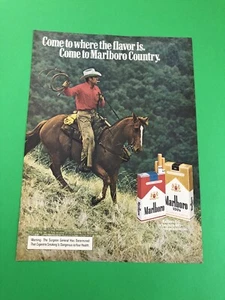 Come to where the flavor is.
Come to Marlboro Country.
Marlboro
Marlboro
Warning: The Surgeon General Has Determined
That Cigarette Smoking Is Dangerous to Your Health.